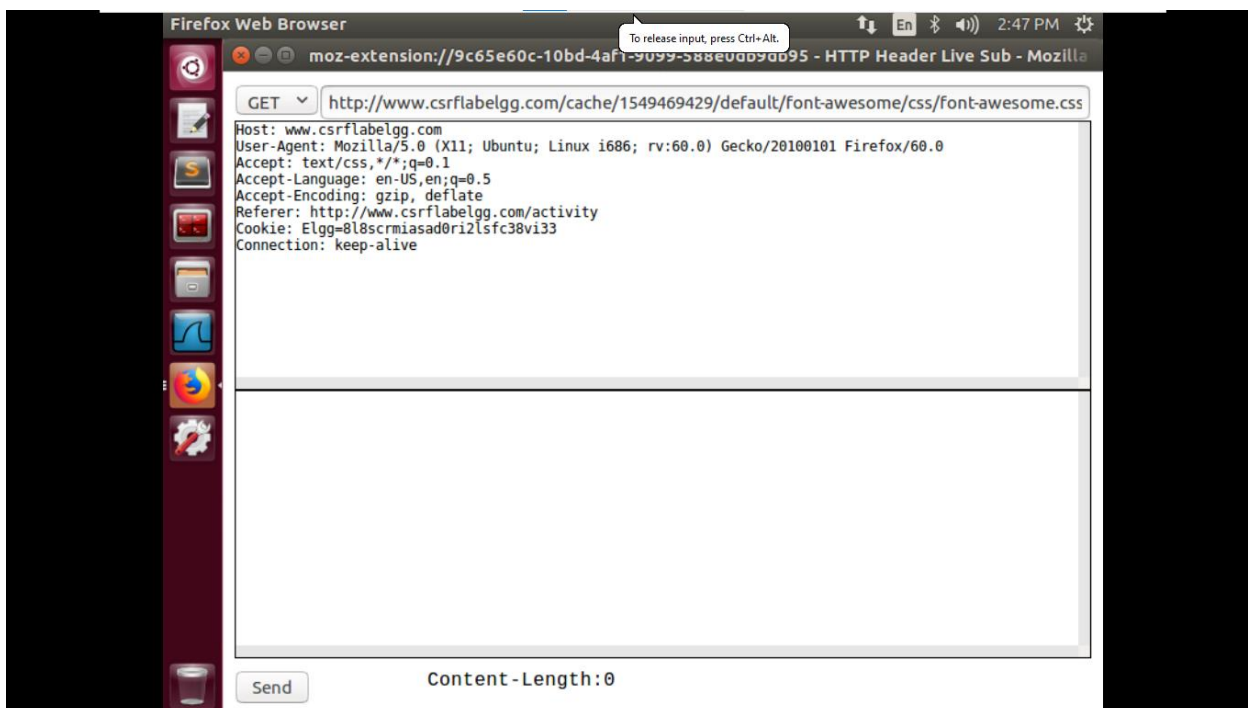 Firefox Web Browser
En
2:47 PM
To release input, press Ctrl+Alt.
moz-extension://9c65e60c-10bd-4af1-9099-588e0db9db95 - HTTP Header Live Sub - Mozilla
GET
http://www.csrflabelgg.com/cache/1549469429/default/font-awesome/css/font-awesome.css
Host: www.csrflabelgg.com
User-Agent: Mozilla/5.0 (X11; Ubuntu; Linux i686; rv:60.0) Gecko/20100101 Firefox/60.0
Accept: text/css,*/*;q=0.1
Accept-Language: en-US,en;q=0.5
Accept-Encoding: gzip, deflate
Referer: http://www.csrflabelgg.com/activity
Cookie: Elgg=8l8scrmiasad0ri2lsfc38vi33
Connection: keep-alive
Send
Content-Length:0